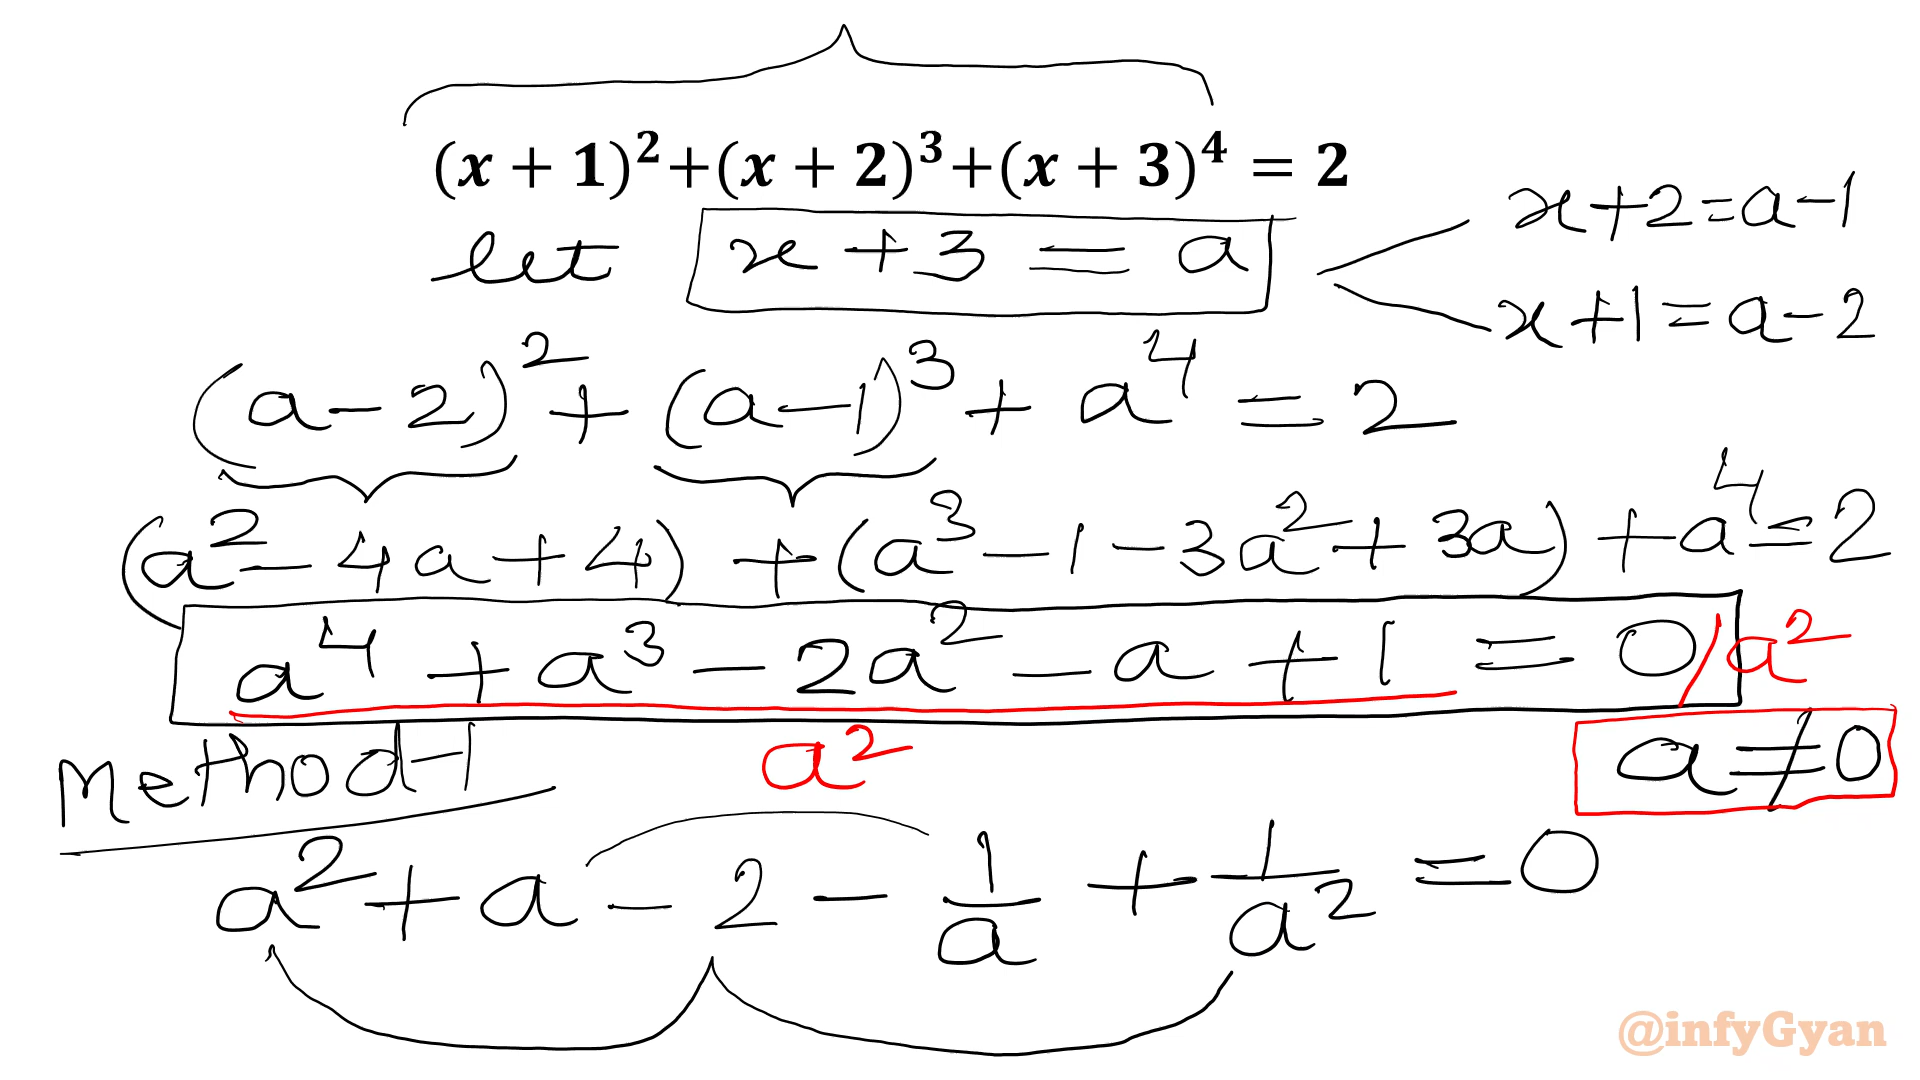 (x + 1)²+(x + 2)³+(x + 3)⁴ = 2
let x + 3 = a
x+2=a-1
x+1=a-2
(a-2)² + (a-1)³ + a⁴ = 2
(a²-4a+4) + (a³-1-3a²+3a) + a⁴=2
a⁴ + a³ - 2a² - a + 1 = 0/a²
a²
a≠0
Method-1
a² + a - 2 - 1/a + 1/a² = 0
@infyGyan